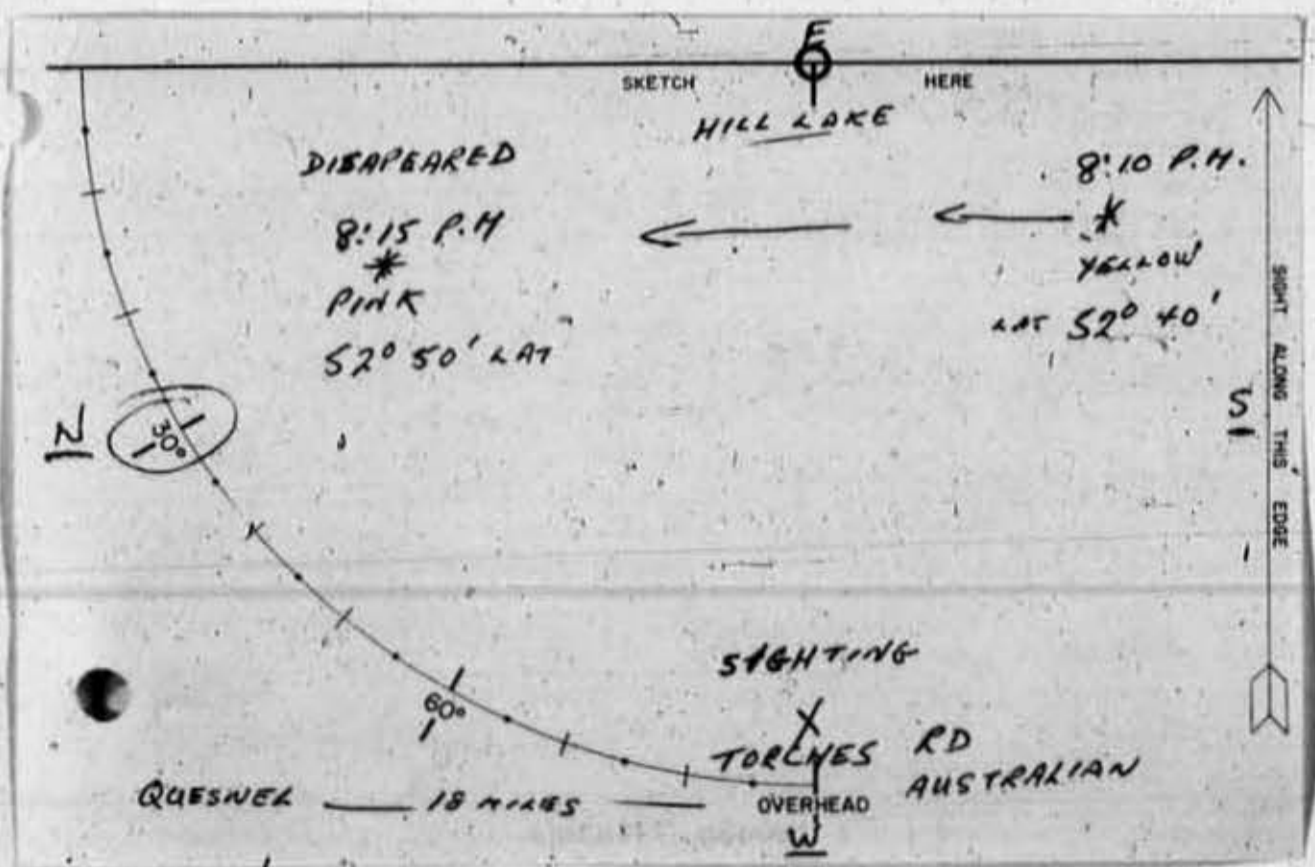 E
SKETCH HERE
HILL LAKE
DISAPEARED
8:10 P.M.
8:15 P.M
YELLOW
PINK
LAT 52° 40'
52° 50' LAT
SIGHT ALONG THIS EDGE
S
N
30°
SIGHTING
X
60°
TORCHES RD
AUSTRALIAN
QUESNEL 18 MILES
OVERHEAD
W